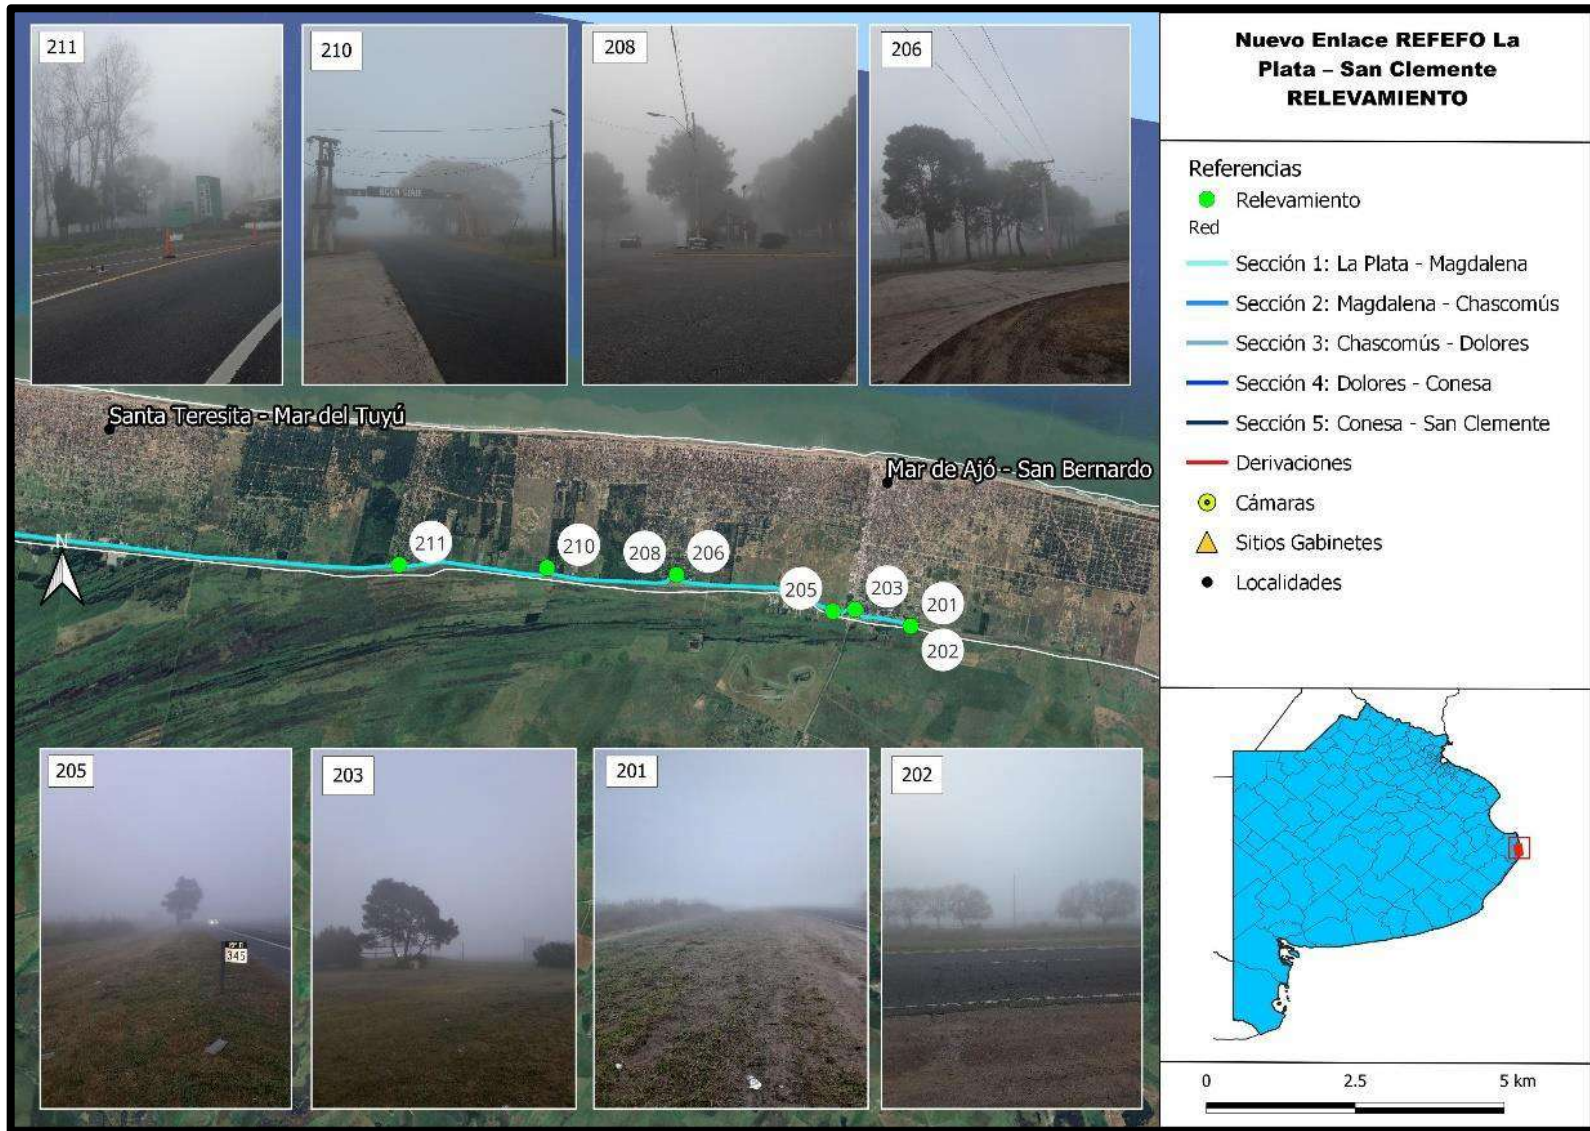 211
210
208
206
Nuevo Enlace REFEFO La
Plata – San Clemente
RELEVAMIENTO
Referencias
Relevamiento
Red
Sección 1: La Plata - Magdalena
Sección 2: Magdalena - Chascomús
Sección 3: Chascomús - Dolores
Sección 4: Dolores - Conesa
Sección 5: Conesa - San Clemente
Derivaciones
Cámaras
Sitios Gabinetes
Localidades
Santa Teresita - Mar del Tuyú
Mar de Ajó - San Bernardo
N
211
210
208
206
205
203
201
202
205
203
201
202
345
0 2.5 5 km